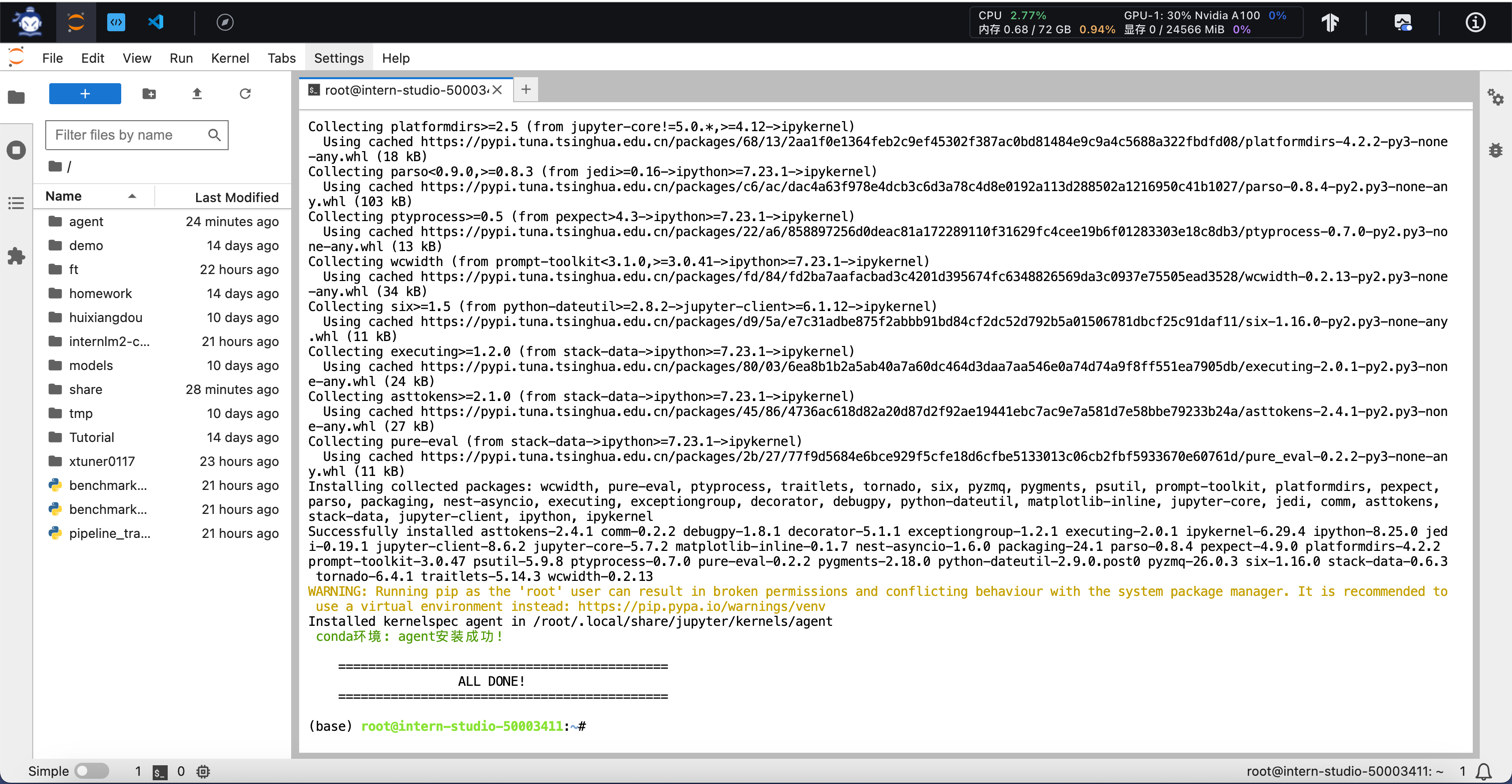 CPU 2.77% GPU-1: 30% Nvidia A100 0%
内存 0.68 / 72 GB 0.94% 显存 0 / 24566 MiB 0%
File Edit View Run Kernel Tabs Settings Help
root@intern-studio-50003
Filter files by name
/
Name Last Modified
agent 24 minutes ago
demo 14 days ago
ft 22 hours ago
homework 14 days ago
huixiangdou 10 days ago
internlm2-c... 21 hours ago
models 10 days ago
share 28 minutes ago
tmp 10 days ago
Tutorial 14 days ago
xtuner0117 23 hours ago
benchmark... 21 hours ago
benchmark... 21 hours ago
pipeline_tra... 21 hours ago
Collecting platformdirs>=2.5 (from jupyter-core!=5.0.*,>=4.12->ipykernel)
Using cached https://pypi.tuna.tsinghua.edu.cn/packages/68/13/2aa1f0e1364feb2c9ef45302f387ac0bd81484e9c9a4c5688a322fbdfd08/platformdirs-4.2.2-py3-none
-any.whl (18 kB)
Collecting parso<0.9.0,>=0.8.3 (from jedi>=0.16->ipython>=7.23.1->ipykernel)
Using cached https://pypi.tuna.tsinghua.edu.cn/packages/c6/ac/dac4a63f978e4dcb3c6d3a78c4d8e0192a113d288502a1216950c41b1027/parso-0.8.4-py2.py3-none-an
y.whl (103 kB)
Collecting ptyprocess>=0.5 (from pexpect>4.3->ipython>=7.23.1->ipykernel)
Using cached https://pypi.tuna.tsinghua.edu.cn/packages/22/a6/858897256d0deac81a172289110f31629fc4cee19b6f01283303e18c8db3/ptyprocess-0.7.0-py2.py3-no
ne-any.whl (13 kB)
Collecting wcwidth (from prompt-toolkit<3.1.0,>=3.0.41->ipython>=7.23.1->ipykernel)
Using cached https://pypi.tuna.tsinghua.edu.cn/packages/fd/84/fd2ba7aafacbad3c4201d395674fc6348826569da3c0937e75505ead3528/wcwidth-0.2.13-py2.py3-none
-any.whl (34 kB)
Collecting six>=1.5 (from python-dateutil>=2.8.2->jupyter-client>=6.1.12->ipykernel)
Using cached https://pypi.tuna.tsinghua.edu.cn/packages/d9/5a/e7c31adbe875f2abbb91bd84cf2dc52d792b5a01506781dbcf25c91daf11/six-1.16.0-py2.py3-none-any
.whl (11 kB)
Collecting executing>=1.2.0 (from stack-data->ipython>=7.23.1->ipykernel)
Using cached https://pypi.tuna.tsinghua.edu.cn/packages/80/03/6ea8b1b2a5ab40a7a60dc464d3daa7aa546e0a74d74a9f8ff551ea7905db/executing-2.0.1-py2.py3-non
e-any.whl (24 kB)
Collecting asttokens>=2.1.0 (from stack-data->ipython>=7.23.1->ipykernel)
Using cached https://pypi.tuna.tsinghua.edu.cn/packages/45/86/4736ac618d82a20d87d2f92ae19441ebc7ac9e7a581d7e58bbe79233b24a/asttokens-2.4.1-py2.py3-non
e-any.whl (27 kB)
Collecting pure-eval (from stack-data->ipython>=7.23.1->ipykernel)
Using cached https://pypi.tuna.tsinghua.edu.cn/packages/2b/27/77f9d5684e6bce929f5cfe18d6cfbe5133013c06cb2fbf5933670e60761d/pure_eval-0.2.2-py3-none-an
y.whl (11 kB)
Installing collected packages: wcwidth, pure-eval, ptyprocess, traitlets, tornado, six, pyzmq, pygments, psutil, prompt-toolkit, platformdirs, pexpect,
parso, packaging, nest-asyncio, executing, exceptiongroup, decorator, debugpy, python-dateutil, matplotlib-inline, jupyter-core, jedi, comm, asttokens,
stack-data, jupyter-client, ipython, ipykernel
Successfully installed asttokens-2.4.1 comm-0.2.2 debugpy-1.8.1 decorator-5.1.1 exceptiongroup-1.2.1 executing-2.0.1 ipykernel-6.29.4 ipython-8.25.0 jed
i-0.19.1 jupyter-client-8.6.2 jupyter-core-5.7.2 matplotlib-inline-0.1.7 nest-asyncio-1.6.0 packaging-24.1 parso-0.8.4 pexpect-4.9.0 platformdirs-4.2.2
prompt-toolkit-3.0.47 psutil-5.9.8 ptyprocess-0.7.0 pure-eval-0.2.2 pygments-2.18.0 python-dateutil-2.9.0.post0 pyzmq-26.0.3 six-1.16.0 stack-data-0.6.3
tornado-6.4.1 traitlets-5.14.3 wcwidth-0.2.13
WARNING: Running pip as the 'root' user can result in broken permissions and conflicting behaviour with the system package manager. It is recommended to
use a virtual environment instead: https://pip.pypa.io/warnings/venv
Installed kernelspec agent in /root/.local/share/jupyter/kernels/agent
conda环境: agent安装成功!
============================================
ALL DONE!
============================================
(base) root@intern-studio-50003411:~#
Simple 1 0 root@intern-studio-50003411: ~ 1